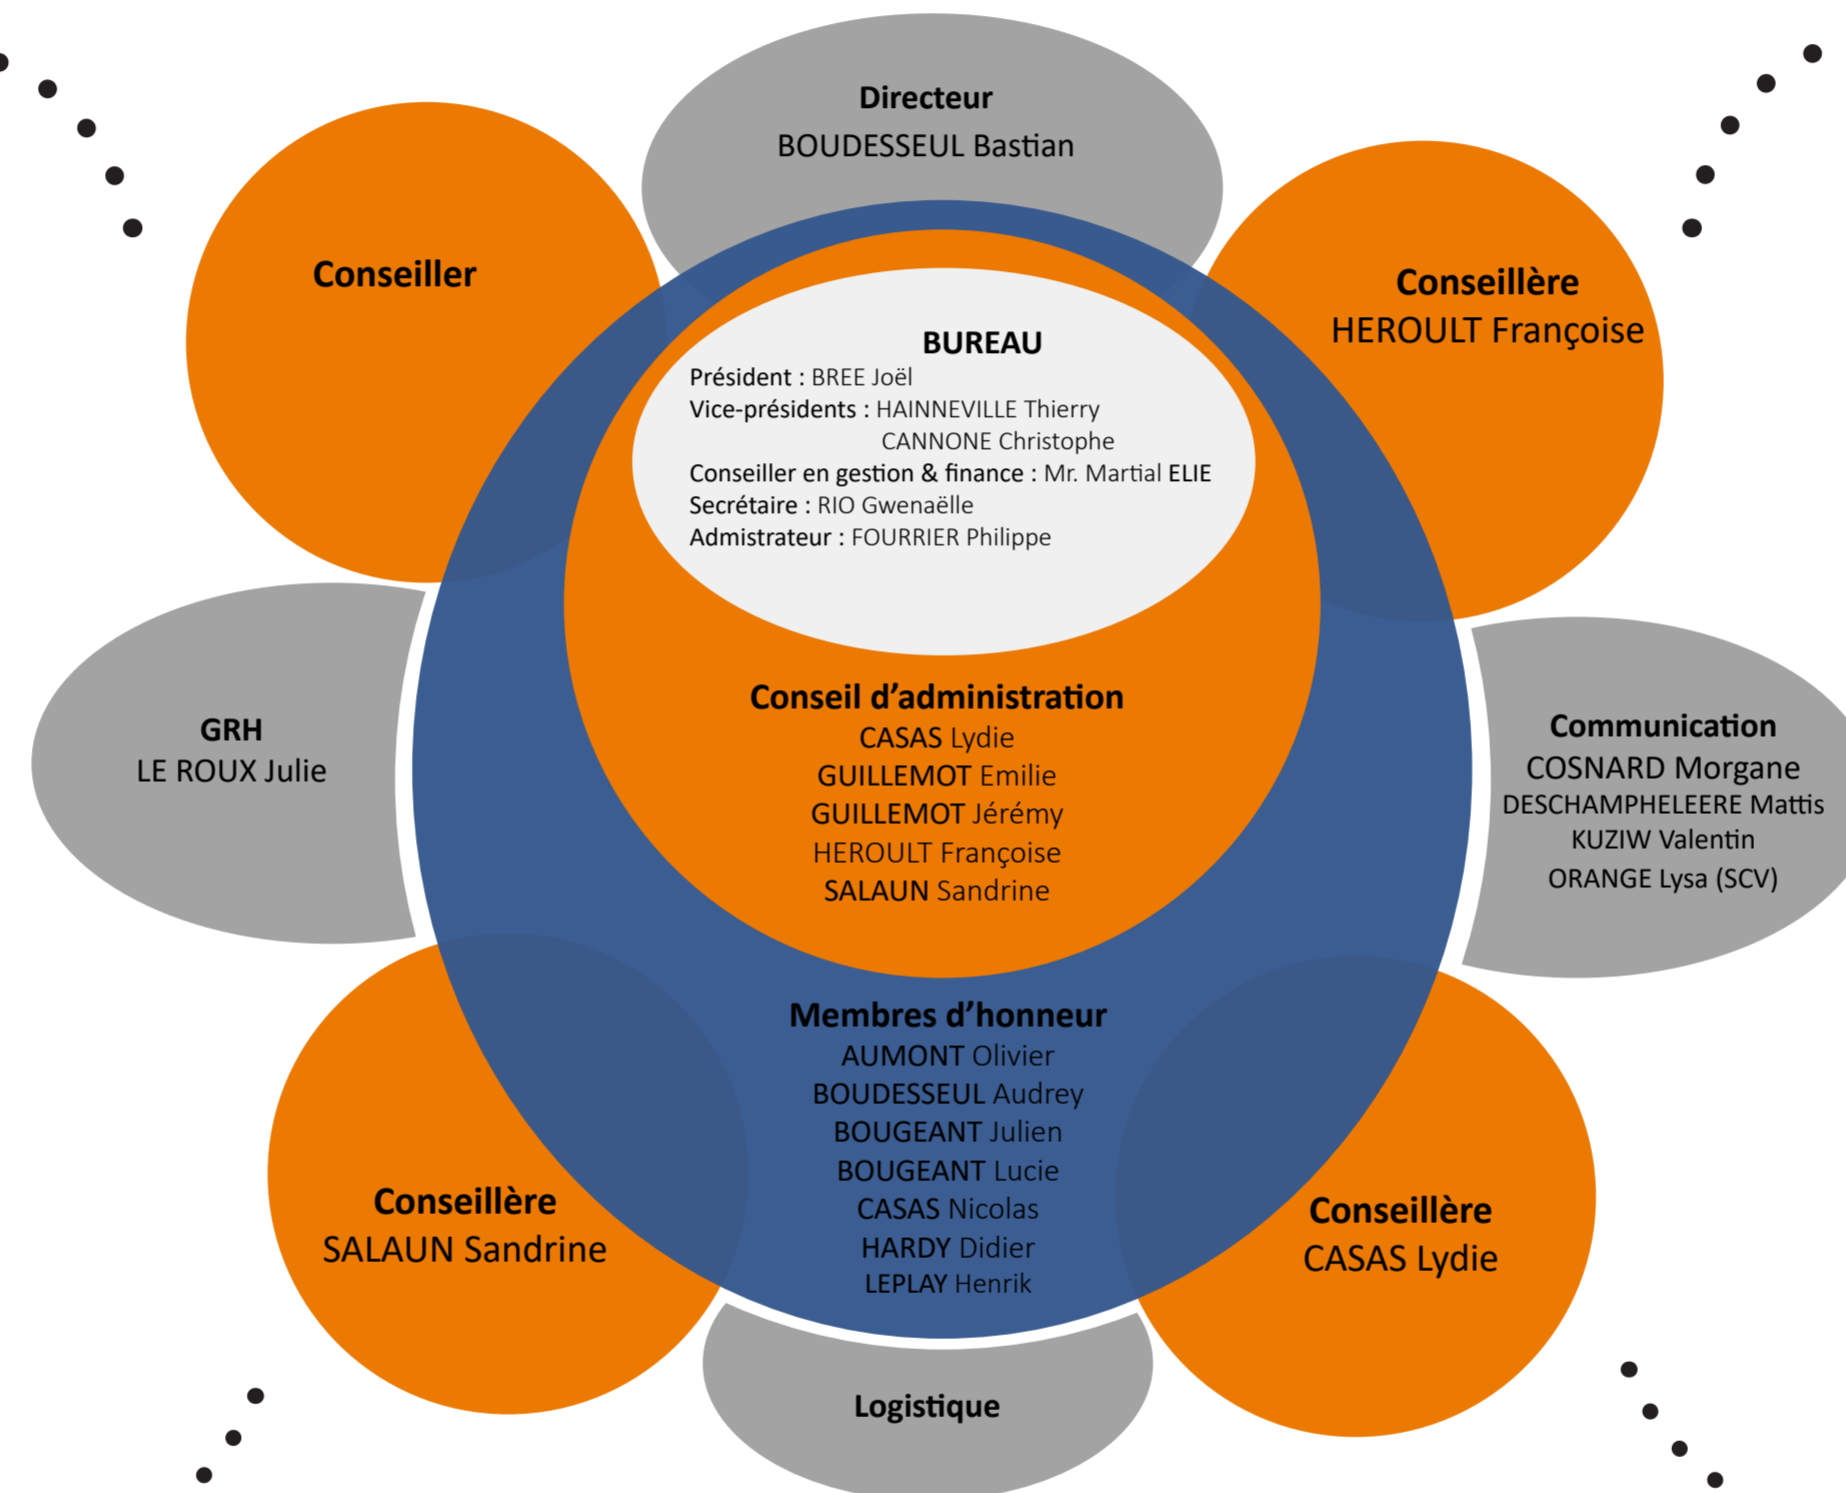 Directeur
BOUDESSEUL Bastian
Conseiller
Conseillère
HEROULT Françoise
BUREAU
Président : BREE Joël
Vice-présidents : HAINNEVILLE Thierry
CANNONE Christophe
Conseiller en gestion & finance : Mr. Martial ELIE
Secrétaire : RIO Gwenaëlle
Admistrateur : FOURRIER Philippe
Conseil d’administration
CASAS Lydie
GUILLEMOT Emilie
GUILLEMOT Jérémy
HEROULT Françoise
SALAUN Sandrine
GRH
LE ROUX Julie
Communication
COSNARD Morgane
DESCHAMPHELEERE Mattis
KUZIW Valentin
ORANGE Lysa (SCV)
Membres d’honneur
AUMONT Olivier
BOUDESSEUL Audrey
BOUGEANT Julien
BOUGEANT Lucie
CASAS Nicolas
HARDY Didier
LEPLAY Henrik
Conseillère
SALAUN Sandrine
Conseillère
CASAS Lydie
Logistique